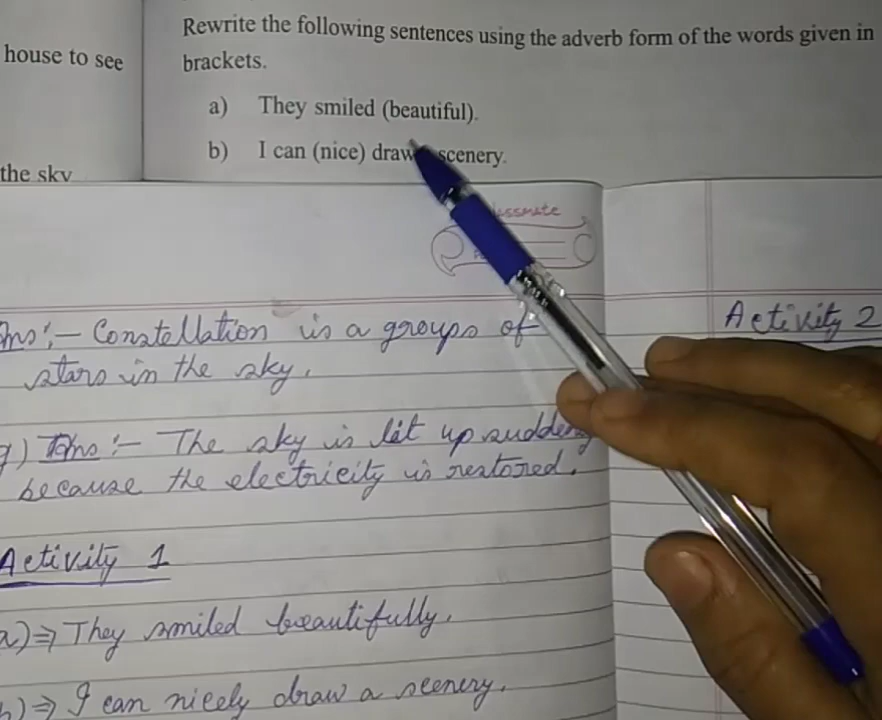 house to see
the sky
Rewrite the following sentences using the adverb form of the words given in
brackets.
a) They smiled (beautiful).
b) I can (nice) draw scenery.
Ans:- Constellation is a groups of
stars in the sky.
g) Ans:- The sky is lit up suddenly
because the electricity is restored.
Activity 1
a) ⇒ They smiled beautifully.
b) ⇒ I can nicely draw a scenery.
Activity 2